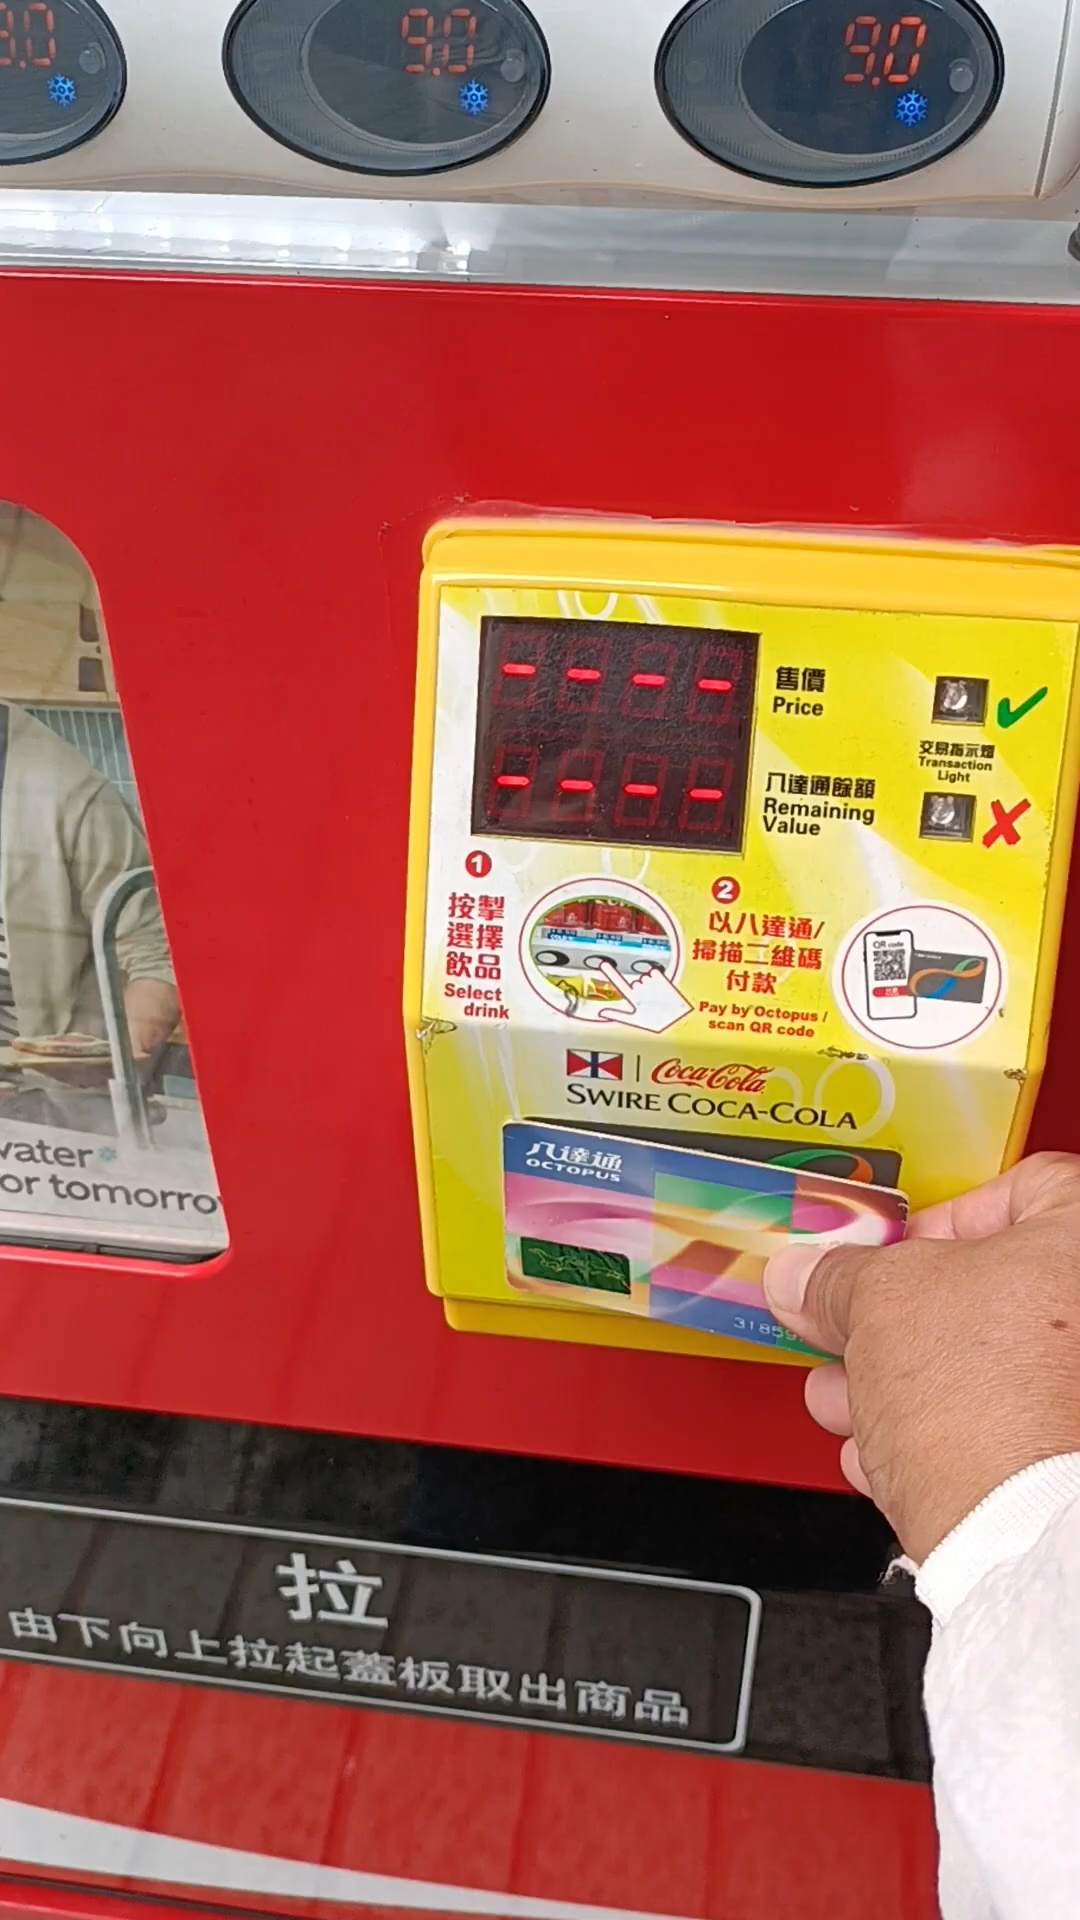 9.0
9.0
售價
Price
交易指示燈
Transaction
Light
八達通餘額
Remaining
Value
1
按掣
選擇
飲品
Select
drink
2
以八達通/
掃描二維碼
付款
Pay by Octopus /
scan QR code
QR code
Coca-Cola
SWIRE COCA-COLA
八達通
OCTOPUS
water
or tomorro
拉
由下向上拉起蓋板取出商品